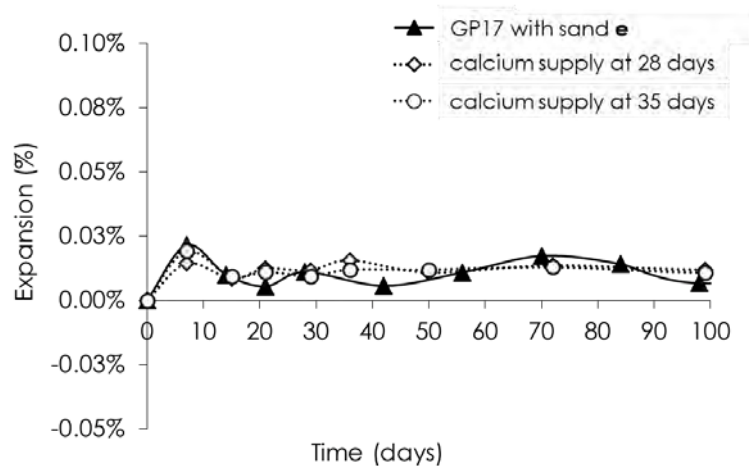 GP17 with sand e
calcium supply at 28 days
calcium supply at 35 days
0.10%
0.08%
0.05%
0.03%
0.00%
-0.03%
-0.05%
Expansion (%)
0 10 20 30 40 50 60 70 80 90 100
Time (days)